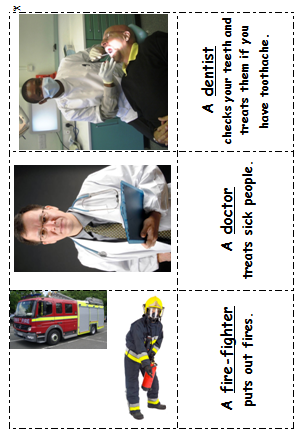 A dentist
checks your teeth and
treats them if you
have toothache.
A doctor
treats sick people.
A fire-fighter
puts out fires.